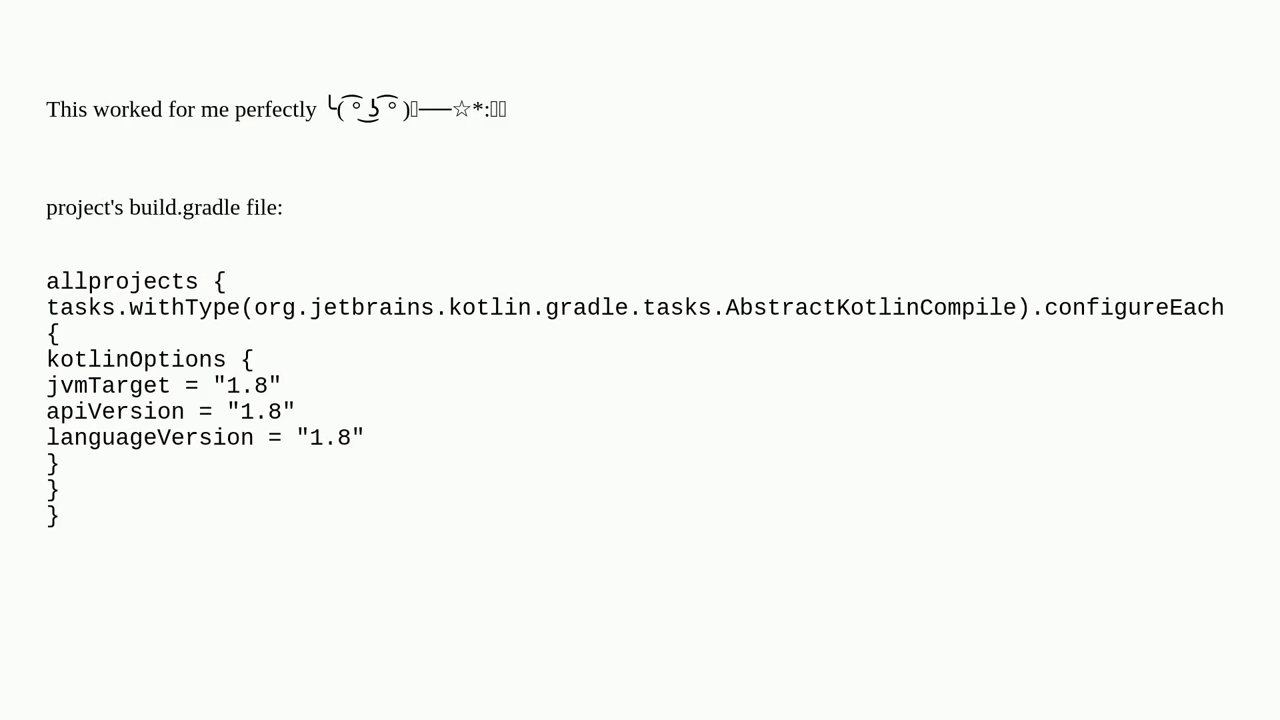 This worked for me perfectly ╰( ͡° ͜ʖ ͡° )▯──☆*:▯▯
project's build.gradle file:
allprojects {
tasks.withType(org.jetbrains.kotlin.gradle.tasks.AbstractKotlinCompile).configureEach
{
kotlinOptions {
jvmTarget = "1.8"
apiVersion = "1.8"
languageVersion = "1.8"
}
}
}